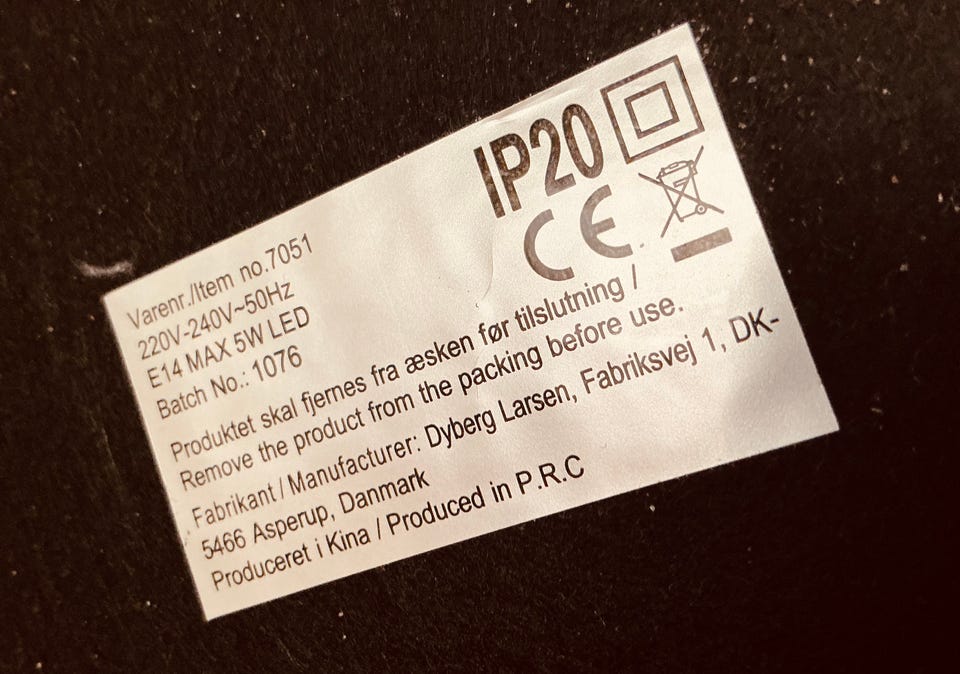 IP20
CE
Varenr./Item no.7051
220V-240V~50Hz
E14 MAX 5W LED
Batch No.: 1076
Produktet skal fjernes fra æsken før tilslutning /
Remove the product from the packing before use.
Fabrikant / Manufacturer: Dyberg Larsen, Fabriksvej 1, DK-
5466 Asperup, Danmark
Produceret i Kina / Produced in P.R.C